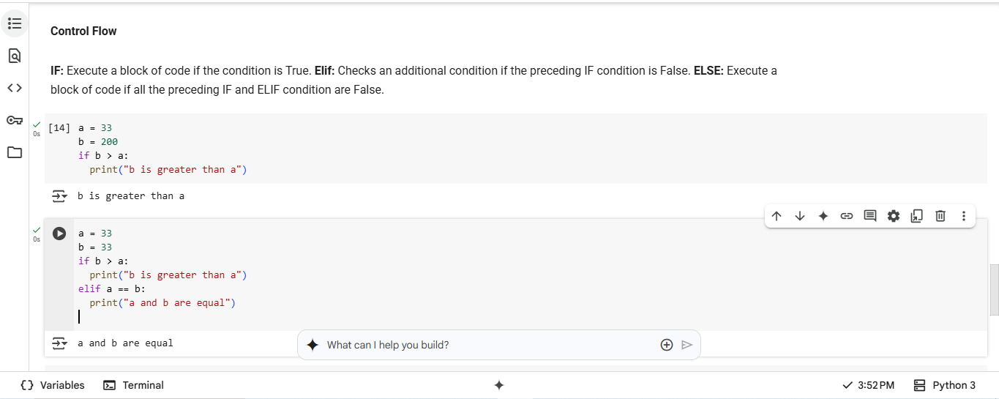 Control Flow
IF: Execute a block of code if the condition is True. Elif: Checks an additional condition if the preceding IF condition is False. ELSE: Execute a
block of code if all the preceding IF and ELIF condition are False.
0s
[14] a = 33
b = 200
if b > a:
  print("b is greater than a")
b is greater than a
0s
a = 33
b = 33
if b > a:
  print("b is greater than a")
elif a == b:
  print("a and b are equal")
a and b are equal
What can I help you build?
Variables Terminal 3:52 PM Python 3